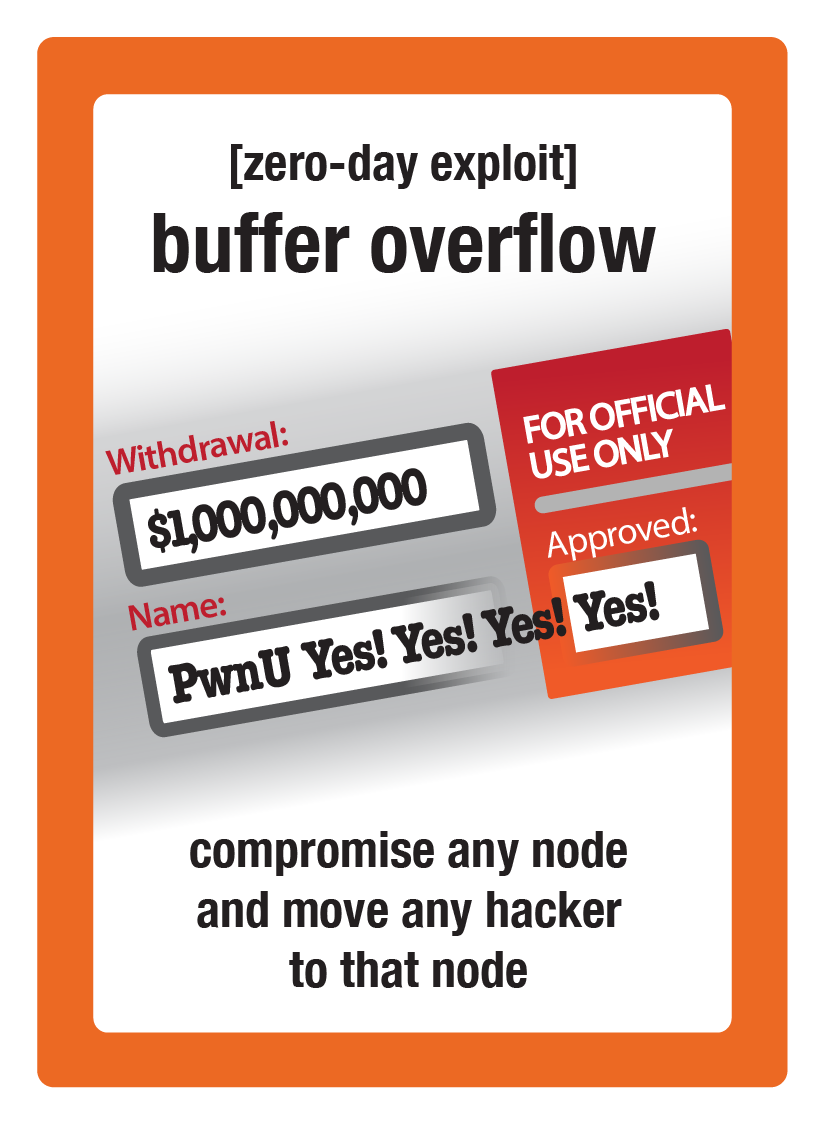 [zero-day exploit]
buffer overflow
Withdrawal:
$1,000,000,000
Name:
PwnU Yes! Yes! Yes! Yes!
FOR OFFICIAL
USE ONLY
Approved:
compromise any node
and move any hacker
to that node